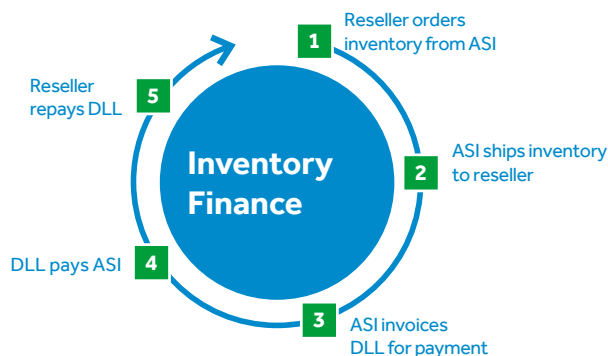 1
Reseller orders
inventory from ASI
2
ASI ships inventory
to reseller
3
ASI invoices
DLL for payment
4
DLL pays ASI
5
Reseller
repays DLL
Inventory
Finance